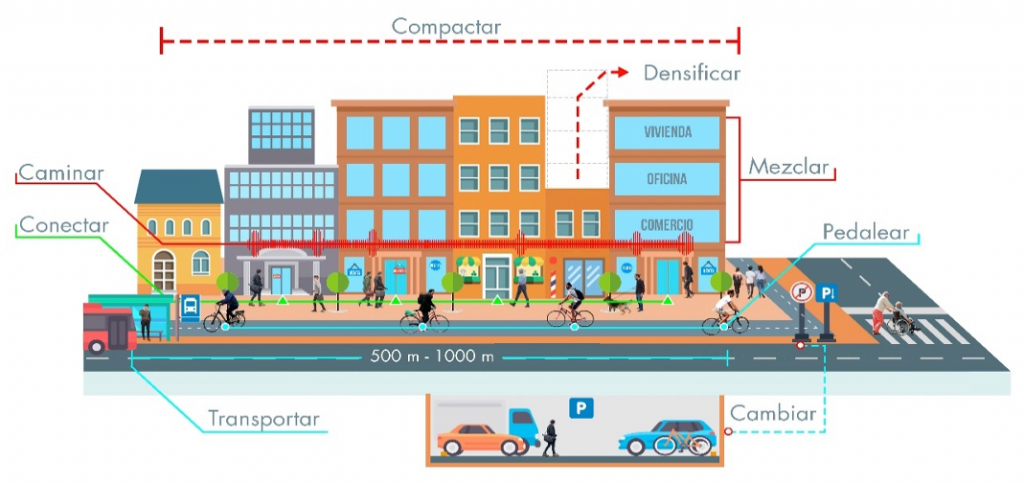 Compactar
Densificar
VIVIENDA
Caminar
Mezclar
OFICINA
Conectar
COMERCIO
Pedalear
P
P
500 m - 1000 m
Transportar
P
Cambiar